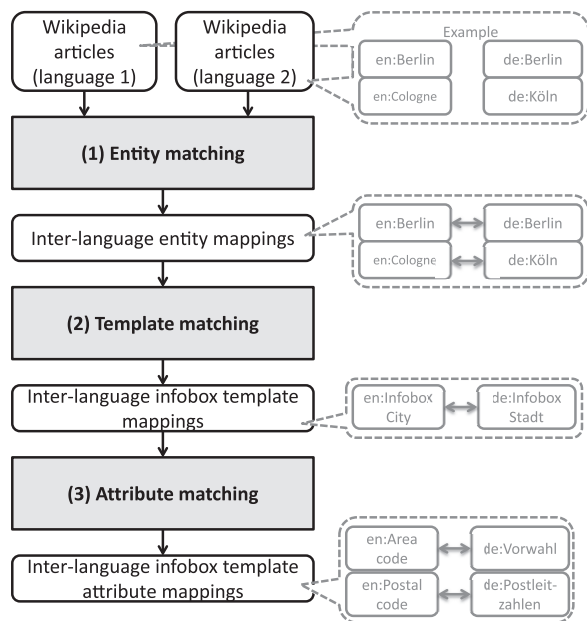 Wikipedia
articles
(language 1)
Wikipedia
articles
(language 2)
Example
en:Berlin
de:Berlin
en:Cologne
de:Köln
(1) Entity matching
Inter-language entity mappings
en:Berlin
de:Berlin
en:Cologne
de:Köln
(2) Template matching
Inter-language infobox template
mappings
en:Infobox
City
de:Infobox
Stadt
(3) Attribute matching
en:Area
code
de:Vorwahl
Inter-language infobox template
attribute mappings
en:Postal
code
de:Postleit-
zahlen